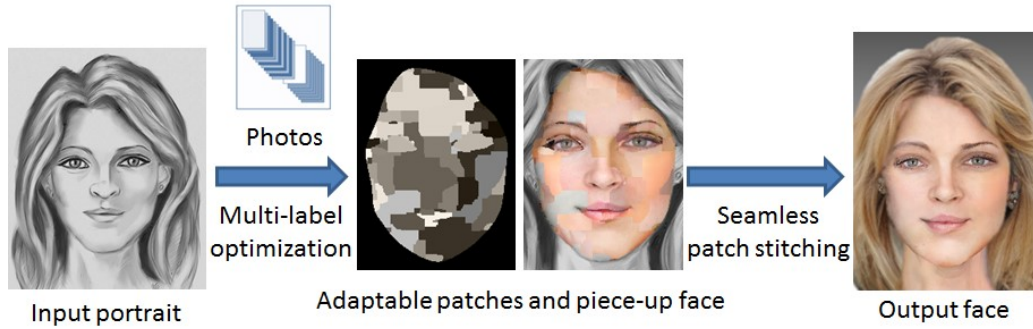 Photos
Multi-label
optimization
Seamless
patch stitching
Input portrait
Adaptable patches and piece-up face
Output face